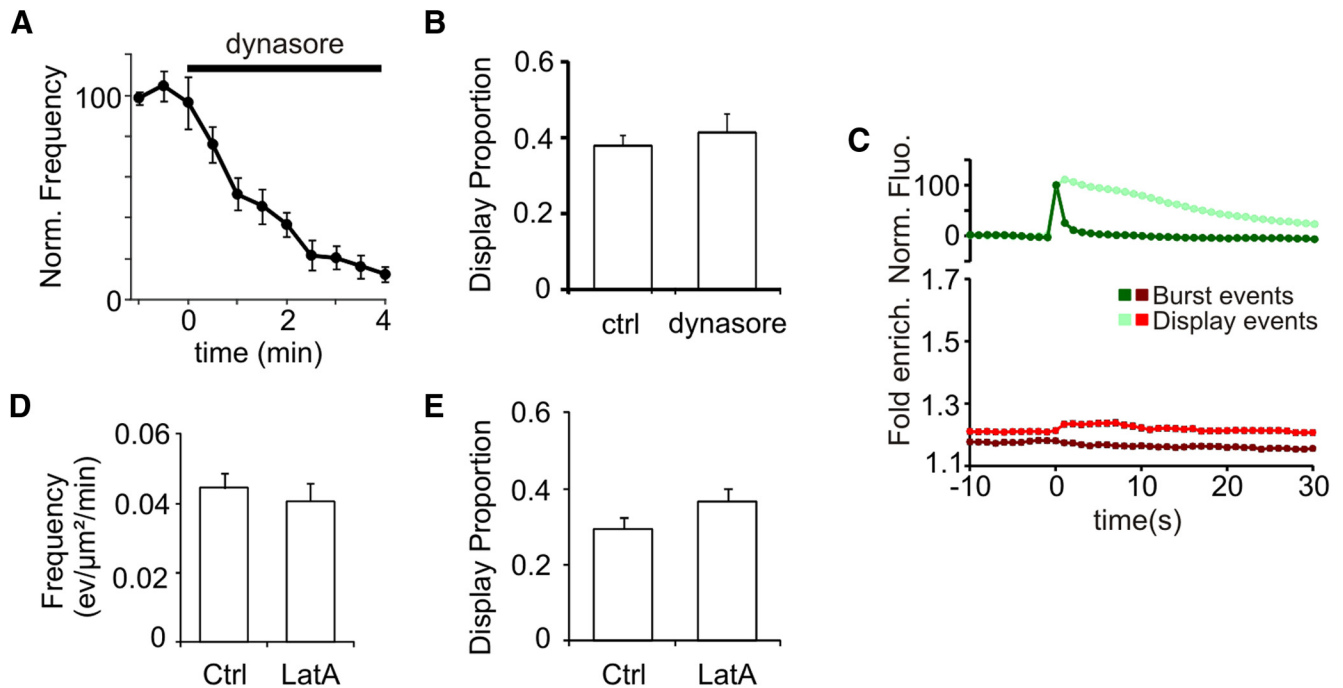 A
dynasore
Norm. Frequency
100
0
0
2
4
time (min)
B
Display Proportion
0.6
0.4
0.2
0
ctrl
dynasore
C
Norm. Fluo.
100
0
Fold enrich.
1.7
1.5
1.3
1.1
Burst events
Display events
-10
0
10
20
30
time(s)
D
Frequency
(ev/μm²/min)
0.06
0.04
0.02
0
Ctrl
LatA
E
Display Proportion
0.6
0.4
0.2
0
Ctrl
LatA